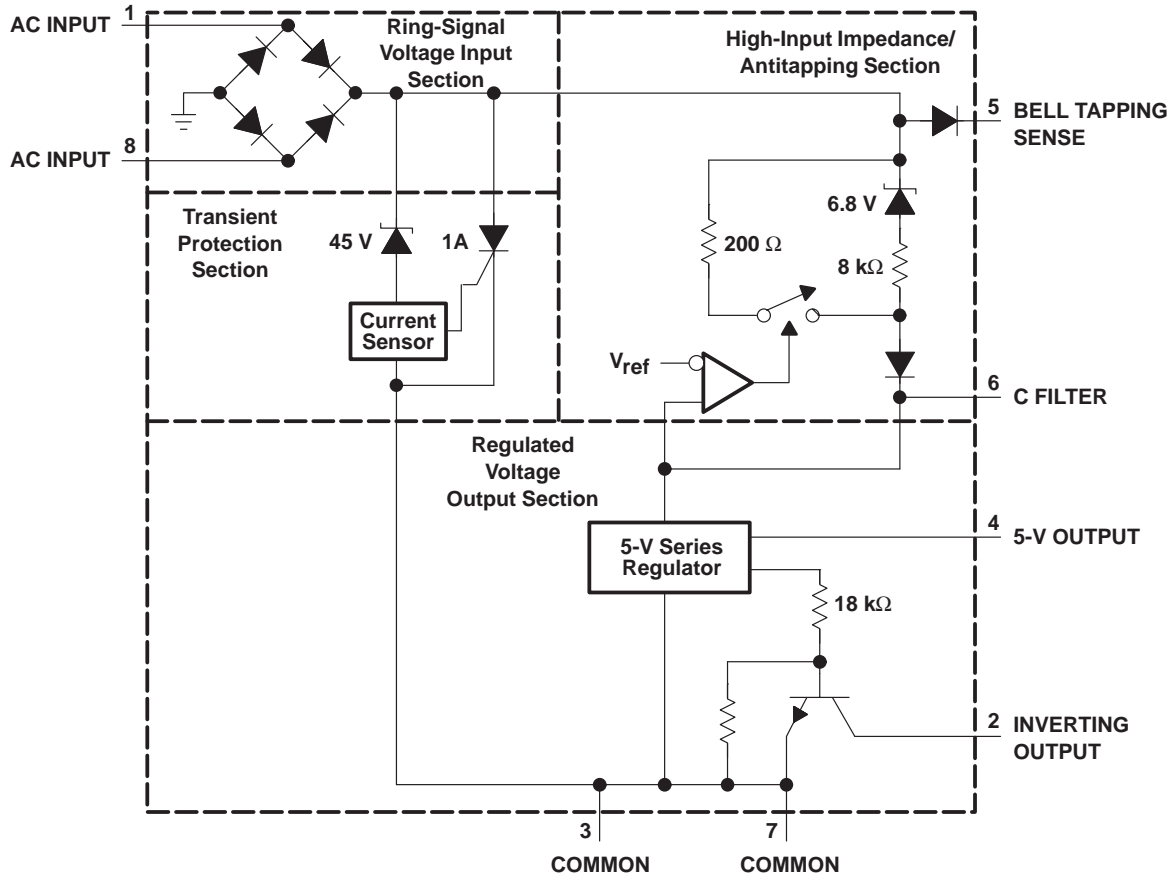 1
AC INPUT
Ring-Signal
Voltage Input
Section
High-Input Impedance/
Antitapping Section
5
BELL TAPPING
SENSE
8
AC INPUT
Transient
Protection
Section
45 V
1A
6.8 V
200 Ω
8 kΩ
Current
Sensor
Vref
6
C FILTER
Regulated
Voltage
Output Section
4
5-V OUTPUT
5-V Series
Regulator
18 kΩ
2
INVERTING
OUTPUT
3
7
COMMON
COMMON